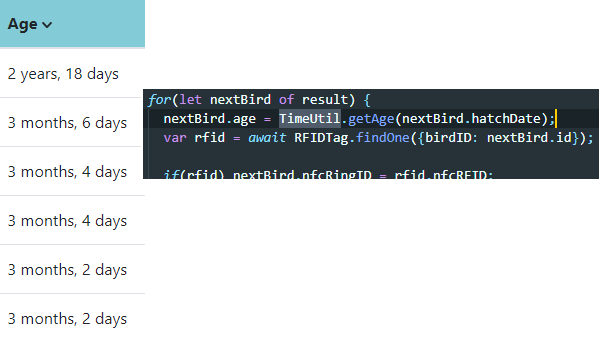 Age
2 years, 18 days
3 months, 6 days
3 months, 4 days
3 months, 4 days
3 months, 2 days
3 months, 2 days
for(let nextBird of result) {
nextBird.age = TimeUtil.getAge(nextBird.hatchDate);
var rfid = await RFIDTag.findOne({birdID: nextBird.id});
if(rfid) nextBird.nfcRingID = rfid.nfcRFID;